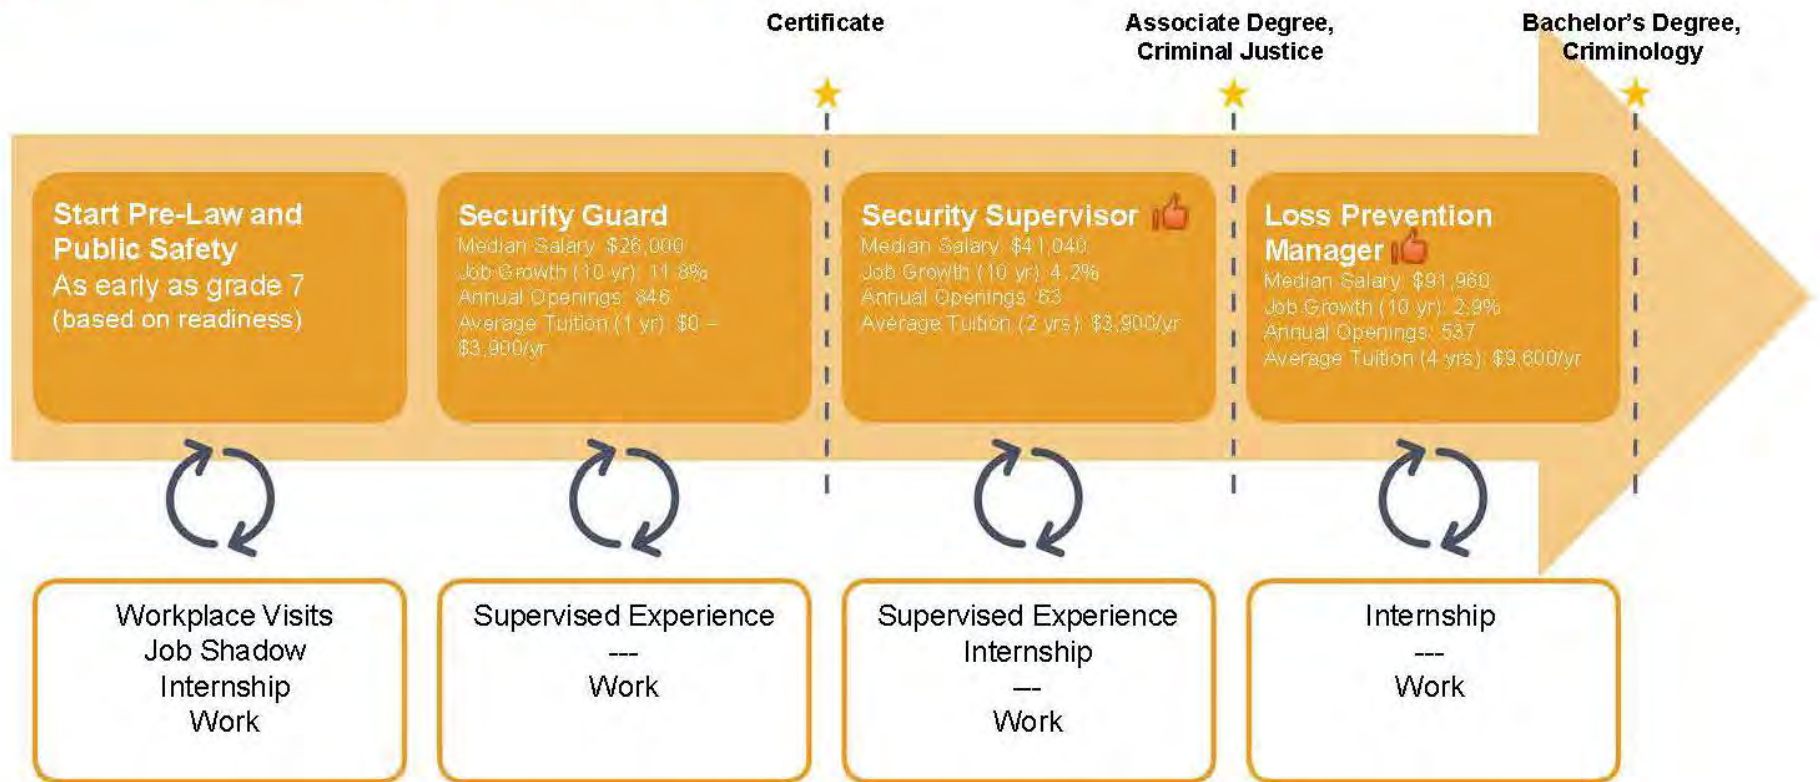 Certificate
Associate Degree,
Criminal Justice
Bachelor's Degree,
Criminology
Start Pre-Law and
Public Safety
As early as grade 7
(based on readiness)
Security Guard
Median Salary: $26,000
Job Growth (10 yr): 11.8%
Annual Openings: 846
Average Tuition (1 yr): $0 –
$3,900/yr
Security Supervisor
Median Salary: $41,040
Job Growth (10 yr): 4.2%
Annual Openings: 63
Average Tuition (2 yrs): $3,900/yr
Loss Prevention
Manager
Median Salary: $91,960
Job Growth (10 yr): 2.9%
Annual Openings: 537
Average Tuition (4 yrs): $9,600/yr
Workplace Visits
Job Shadow
Internship
Work
Supervised Experience
---
Work
Supervised Experience
Internship
---
Work
Internship
---
Work